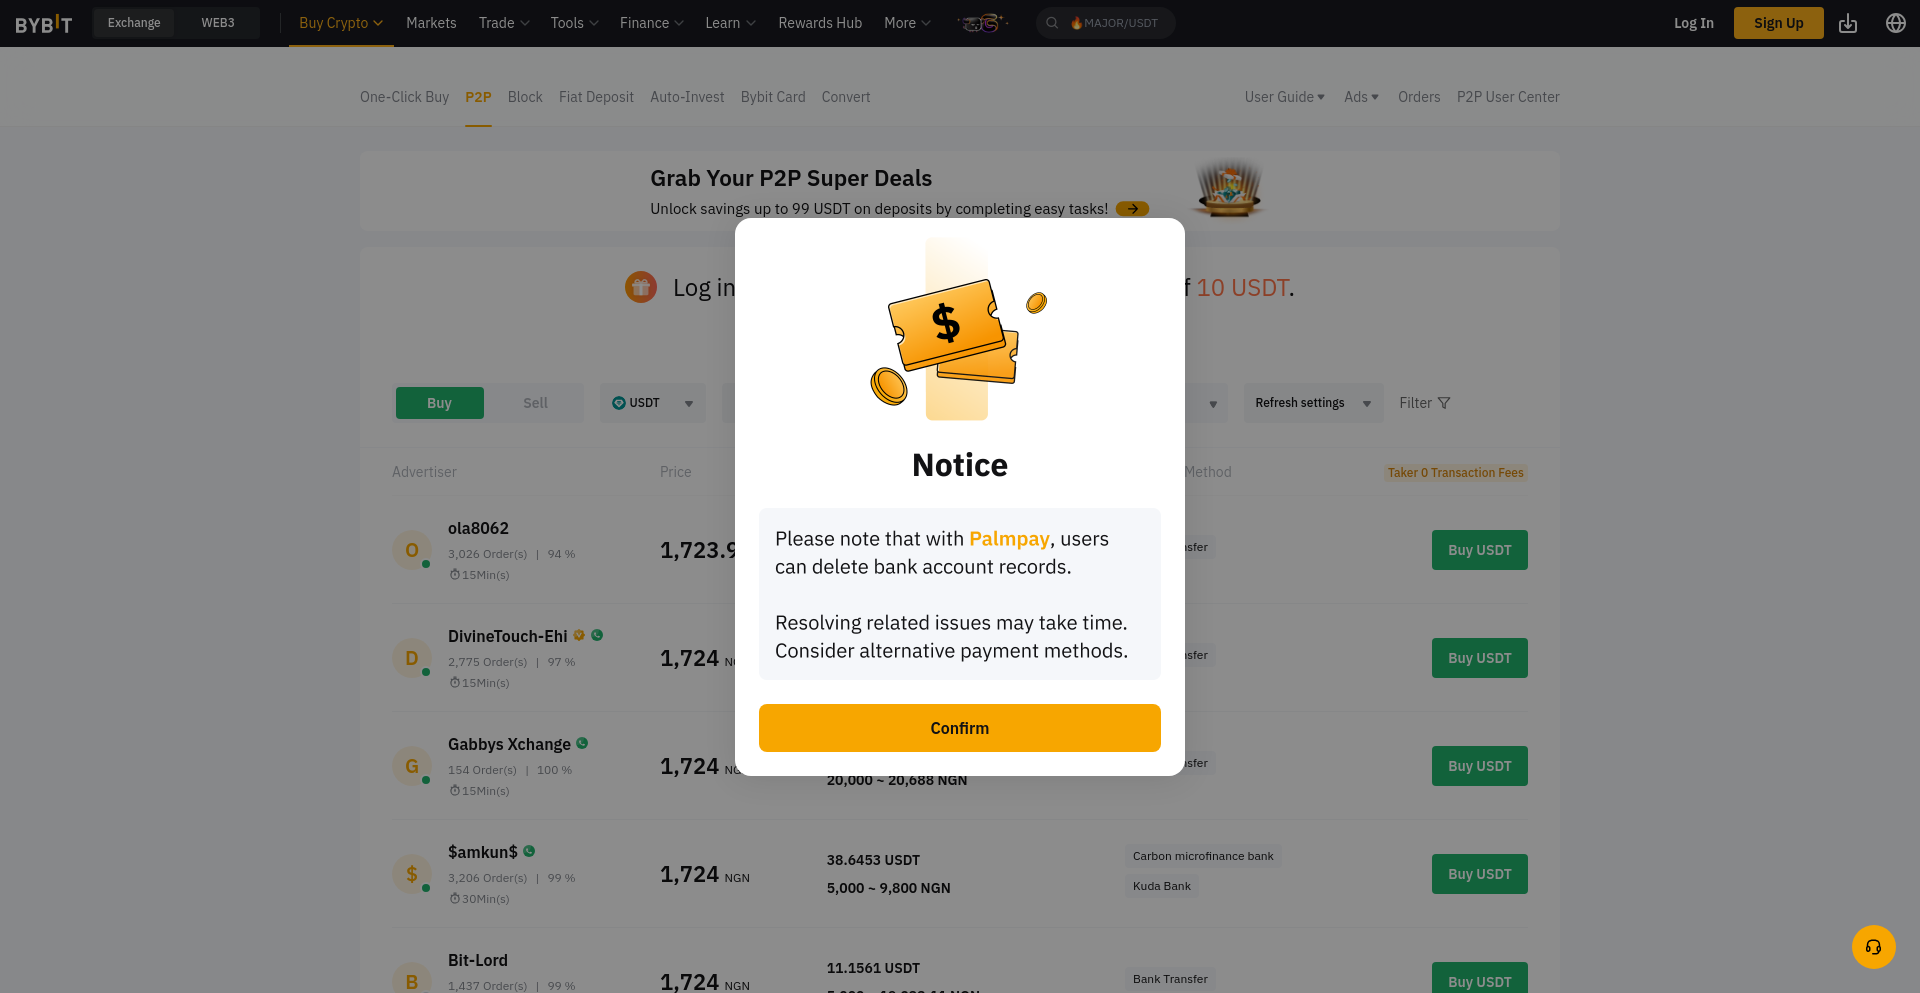 BYBIT Exchange WEB3 Buy Crypto Markets Trade Tools Finance Learn Rewards Hub More MAJOR/USDT Log In Sign Up
One-Click Buy P2P Block Fiat Deposit Auto-Invest Bybit Card Convert User Guide Ads Orders P2P User Center
Grab Your P2P Super Deals
Unlock savings up to 99 USDT on deposits by completing easy tasks!
Log in 10 USDT.
$
Notice
Please note that with Palmpay, users
can delete bank account records.
Resolving related issues may take time.
Consider alternative payment methods.
Confirm
Buy Sell USDT Refresh settings Filter
Advertiser Price Method Taker 0 Transaction Fees
O ola8062
3,026 Order(s) | 94 %
15Min(s)
1,723.9
Buy USDT
D DivineTouch-Ehi
2,775 Order(s) | 97 %
15Min(s)
1,724
Buy USDT
G Gabbys Xchange
154 Order(s) | 100 %
15Min(s)
1,724
20,000 ~ 20,688 NGN
Buy USDT
$ $amkun$
3,206 Order(s) | 99 %
30Min(s)
1,724 NGN
38.6453 USDT
5,000 ~ 9,800 NGN
Carbon microfinance bank
Kuda Bank
Buy USDT
B Bit-Lord
1,437 Order(s) | 99 %
1,724 NGN
11.1561 USDT
Bank Transfer
Buy USDT